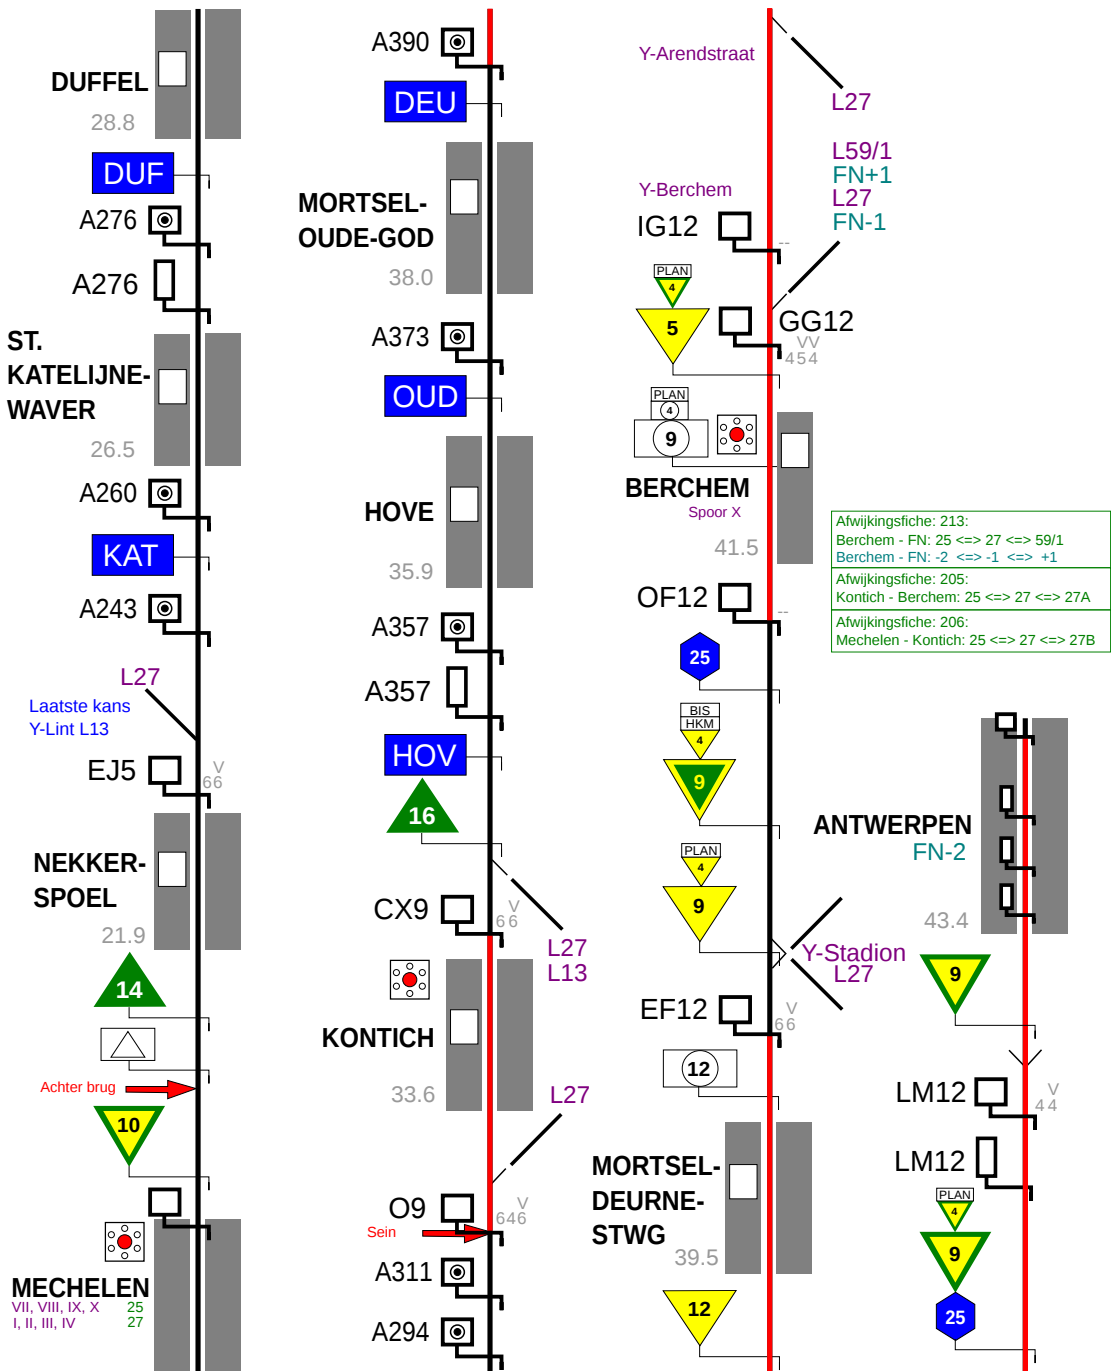 DUFFEL
28.8
DUF
A276
A276
ST.
KATELIJNE-
WAVER
26.5
A260
KAT
A243
L27
Laatste kans
Y-Lint L13
EJ5
V
66
NEKKER-
SPOEL
21.9
14
Achter brug
10
MECHELEN
VII, VIII, IX, X 25
I, II, III, IV 27
A390
DEU
MORTSEL-
OUDE-GOD
38.0
A373
OUD
HOVE
35.9
A357
A357
HOV
16
CX9
V
66
L27
L13
KONTICH
33.6
L27
O9
V
646
Sein
A311
A294
Y-Arendstraat
L27
L59/1
FN+1
L27
FN-1
Y-Berchem
IG12
--
PLAN
4
5
GG12
VV
454
PLAN
4
9
BERCHEM
Spoor X
41.5
OF12
--
25
BIS
HKM
4
9
PLAN
4
9
Y-Stadion
L27
EF12
V
66
12
MORTSEL-
DEURNE-
STWG
39.5
12
Afwijkingsfiche: 213:
Berchem - FN: 25 <=> 27 <=> 59/1
Berchem - FN: -2 <=> -1 <=> +1
Afwijkingsfiche: 205:
Kontich - Berchem: 25 <=> 27 <=> 27A
Afwijkingsfiche: 206:
Mechelen - Kontich: 25 <=> 27 <=> 27B
ANTWERPEN
FN-2
43.4
9
LM12
V
44
LM12
PLAN
4
9
25